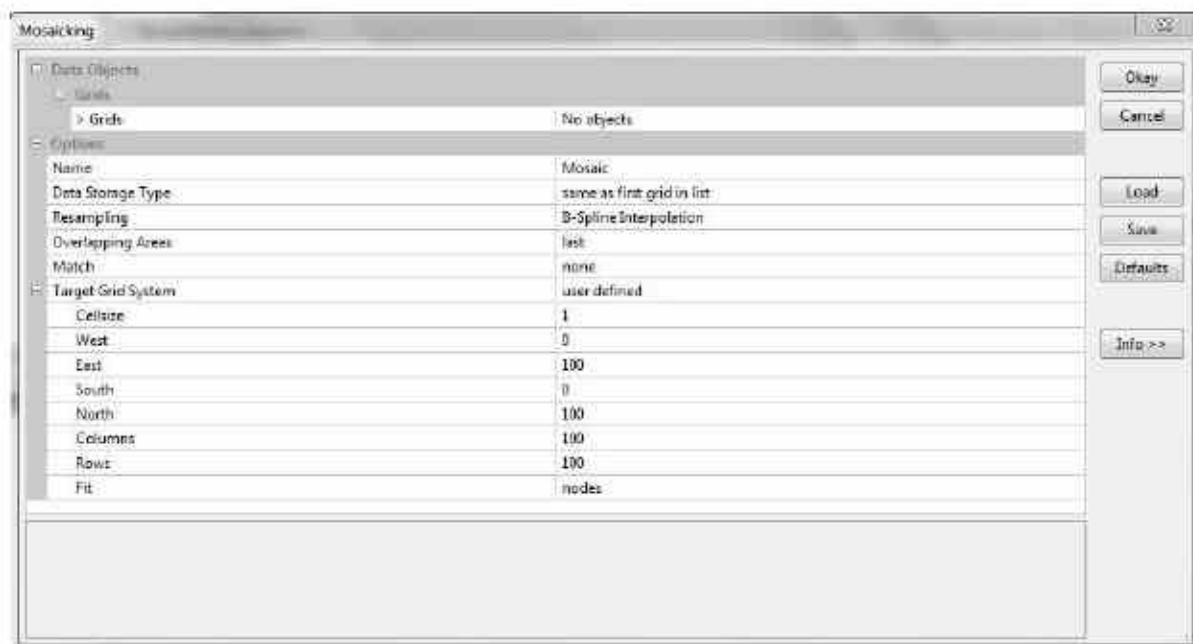 Mosaicking
Data Objects
Grids
> Grids No objects
Options
Name Mosaic
Data Storage Type same as first grid in list
Resampling B-Spline Interpolation
Overlapping Areas last
Match none
Target Grid System user defined
Cellsize 1
West 0
East 100
South 0
North 100
Columns 100
Rows 100
Fit nodes
Okay
Cancel
Load
Save
Defaults
Info >>